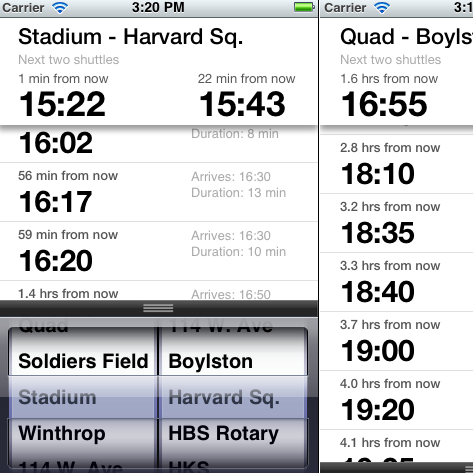 Carrier 3:20 PM
Stadium - Harvard Sq.
Next two shuttles
1 min from now 22 min from now
15:22 15:43
16:02 Duration: 8 min
56 min from now Arrives: 16:30
16:17 Duration: 13 min
59 min from now Arrives: 16:30
16:20 Duration: 10 min
1.4 hrs from now Arrives: 16:50
Quad 114 W. Ave
Soldiers Field Boylston
Stadium Harvard Sq.
Winthrop HBS Rotary
114 W. Ave HKS
Carrier 3:1
Quad - Boyls
Next two shuttles
1.6 hrs from now
16:55
2.8 hrs from now
18:10
3.2 hrs from now
18:35
3.3 hrs from now
18:40
3.7 hrs from now
19:00
4.0 hrs from now
19:20
4.1 hrs from now